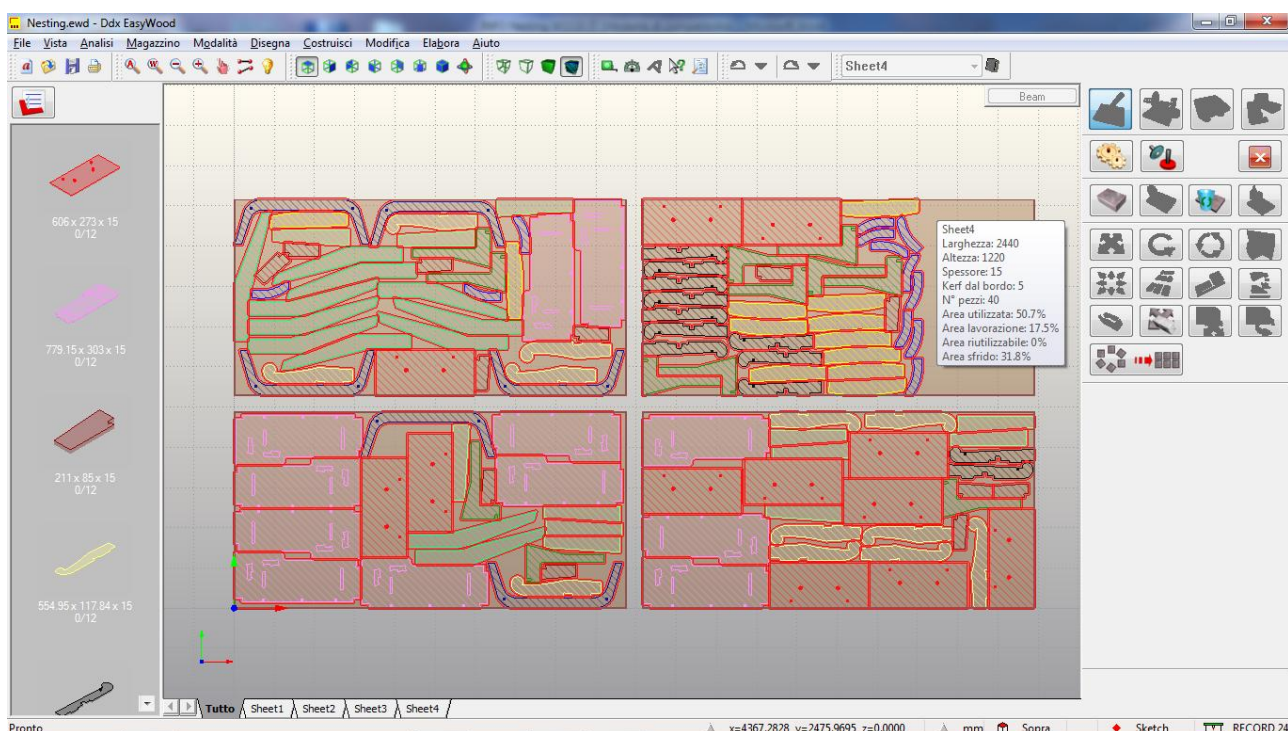 Nesting.ewd - Ddx EasyWood
File Vista Analisi Magazzino Modalità Disegna Costruisci Modifica Elabora Aiuto
Sheet4
Beam
606 x 273 x 15
0/12
779.15 x 303 x 15
0/12
211 x 85 x 15
0/12
554.95 x 117.84 x 15
0/12
Sheet4
Larghezza: 2440
Altezza: 1220
Spessore: 15
Kerf dal bordo: 5
N° pezzi: 40
Area utilizzata: 50.7%
Area lavorazione: 17.5%
Area riutilizzabile: 0%
Area sfrido: 31.8%
Tutto Sheet1 Sheet2 Sheet3 Sheet4
Pronto x=4367.2828 y=2475.9695 z=0.0000 mm Sopra Sketch RECORD 24